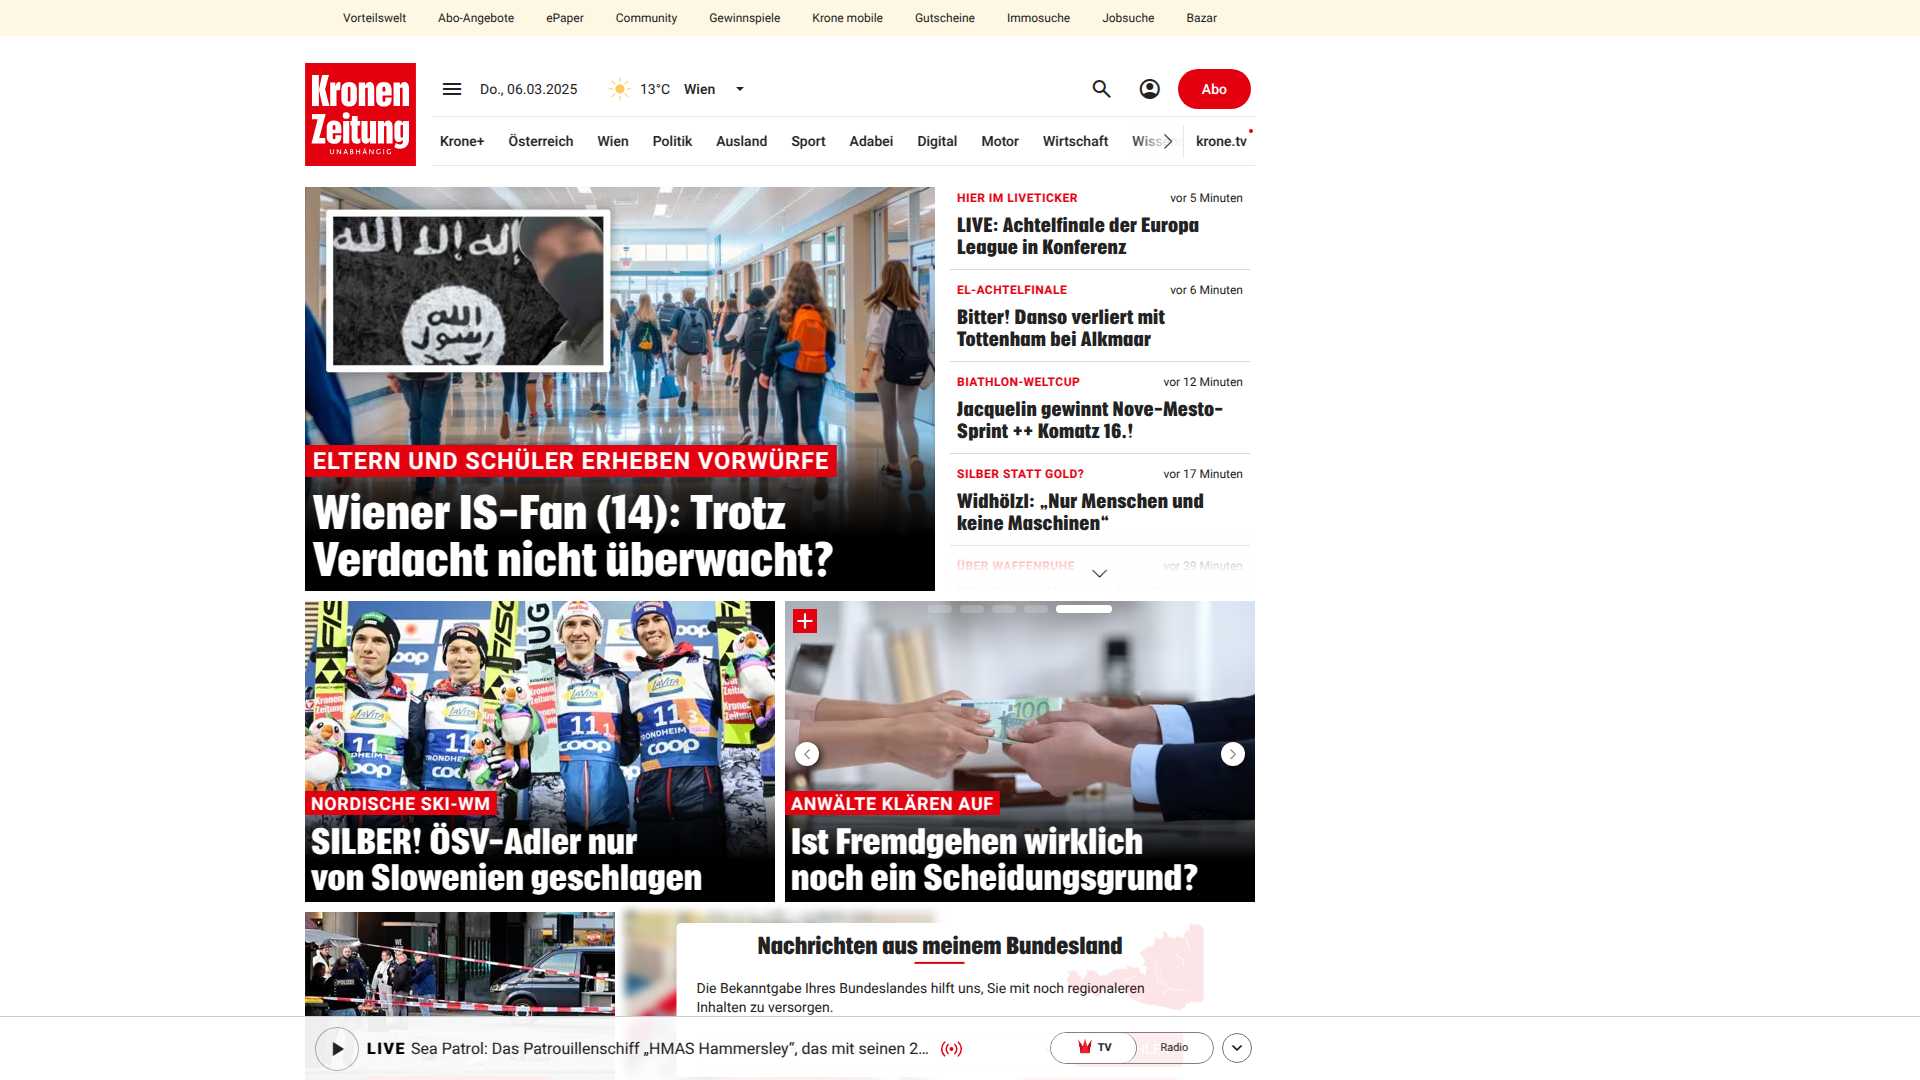 Vorteilswelt Abo-Angebote ePaper Community Gewinnspiele Krone mobile Gutscheine Immosuche Jobsuche Bazar
Kronen
Zeitung
UNABHÄNGIG
Do., 06.03.2025 13°C Wien
Abo
Krone+ Österreich Wien Politik Ausland Sport Adabei Digital Motor Wirtschaft krone.tv
ELTERN UND SCHÜLER ERHEBEN VORWÜRFE
Wiener IS-Fan (14): Trotz
Verdacht nicht überwacht?
HIER IM LIVETICKER vor 5 Minuten
LIVE: Achtelfinale der Europa
League in Konferenz
EL-ACHTELFINALE vor 6 Minuten
Bitter! Danso verliert mit
Tottenham bei Alkmaar
BIATHLON-WELTCUP vor 12 Minuten
Jacquelin gewinnt Nove-Mesto-
Sprint ++ Komatz 16.!
SILBER STATT GOLD? vor 17 Minuten
Widhölzl: „Nur Menschen und
keine Maschinen“
ÜBER WAFFENRUHE vor 39 Minuten
NORDISCHE SKI-WM
SILBER! ÖSV-Adler nur
von Slowenien geschlagen
ANWÄLTE KLÄREN AUF
Ist Fremdgehen wirklich
noch ein Scheidungsgrund?
Nachrichten aus meinem Bundesland
Die Bekanntgabe Ihres Bundeslandes hilft uns, Sie mit noch regionaleren
Inhalten zu versorgen.
LIVE Sea Patrol: Das Patrouillenschiff „HMAS Hammersley“, das mit seinen 2...
TV Radio